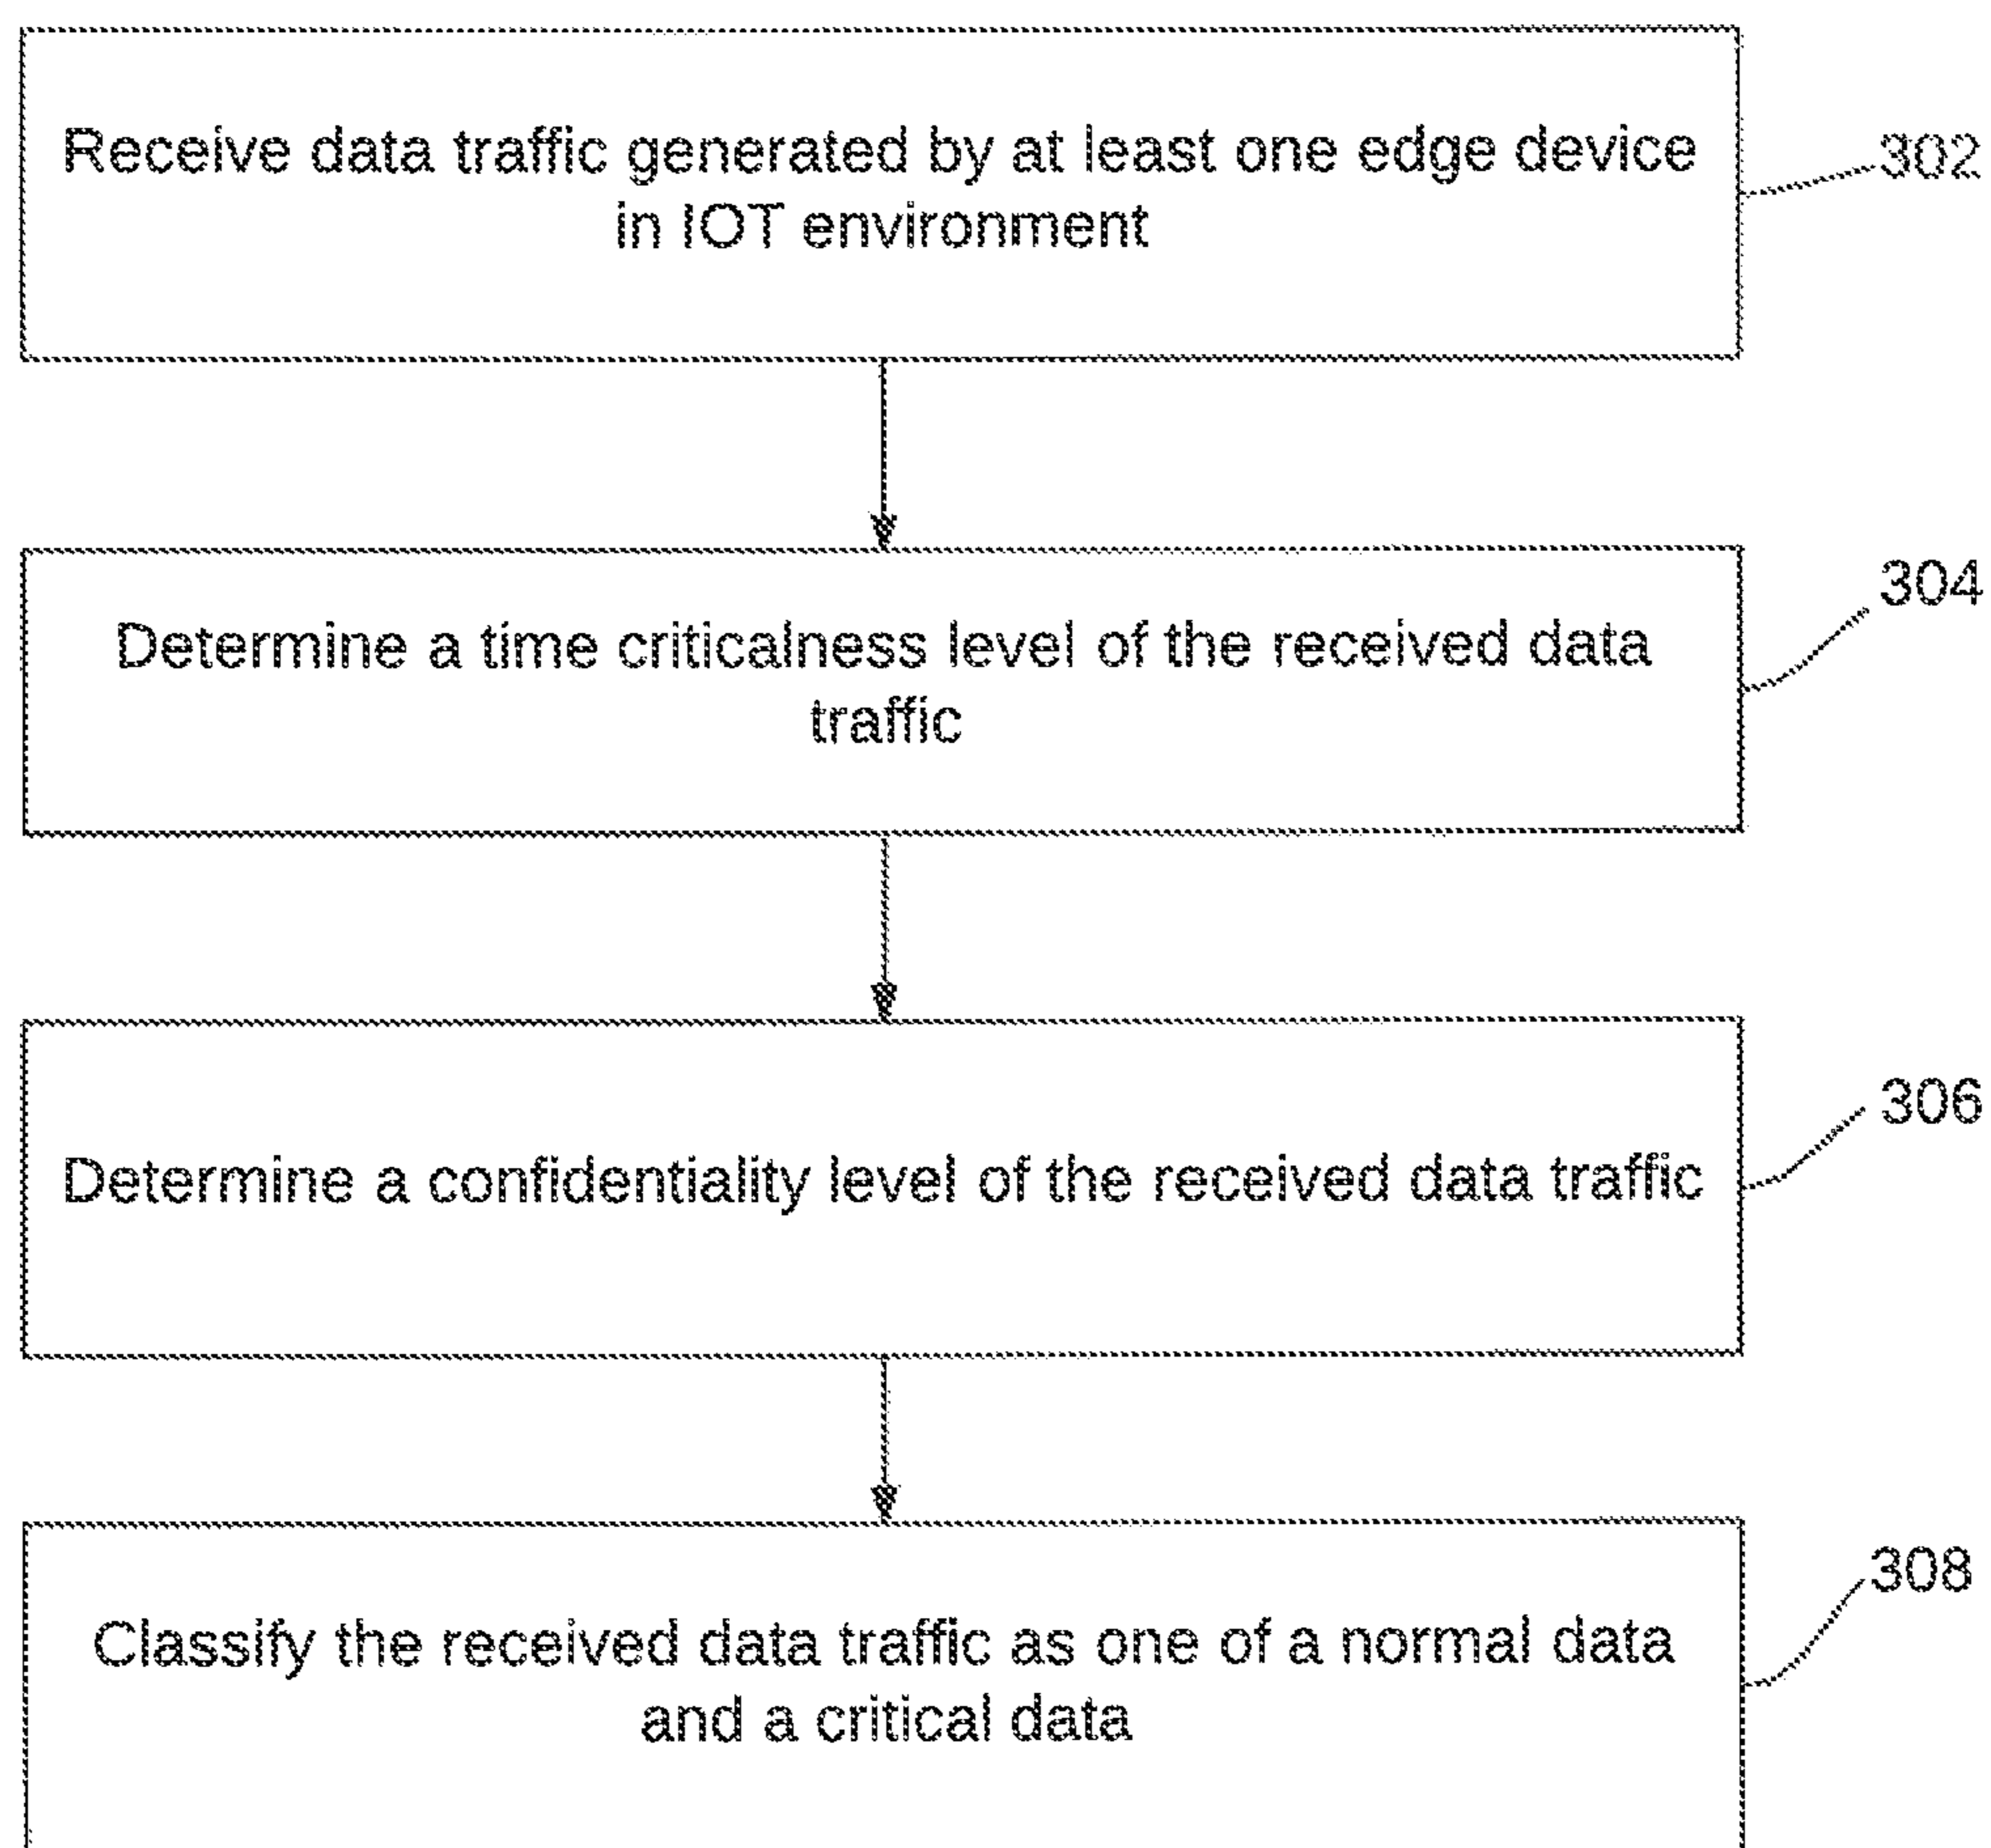 Receive data traffic generated by at least one edge device
in IOT environment
302
Determine a time criticalness level of the received data
traffic
304
Determine a confidentiality level of the received data traffic
306
Classify the received data traffic as one of a normal data
and a critical data
308